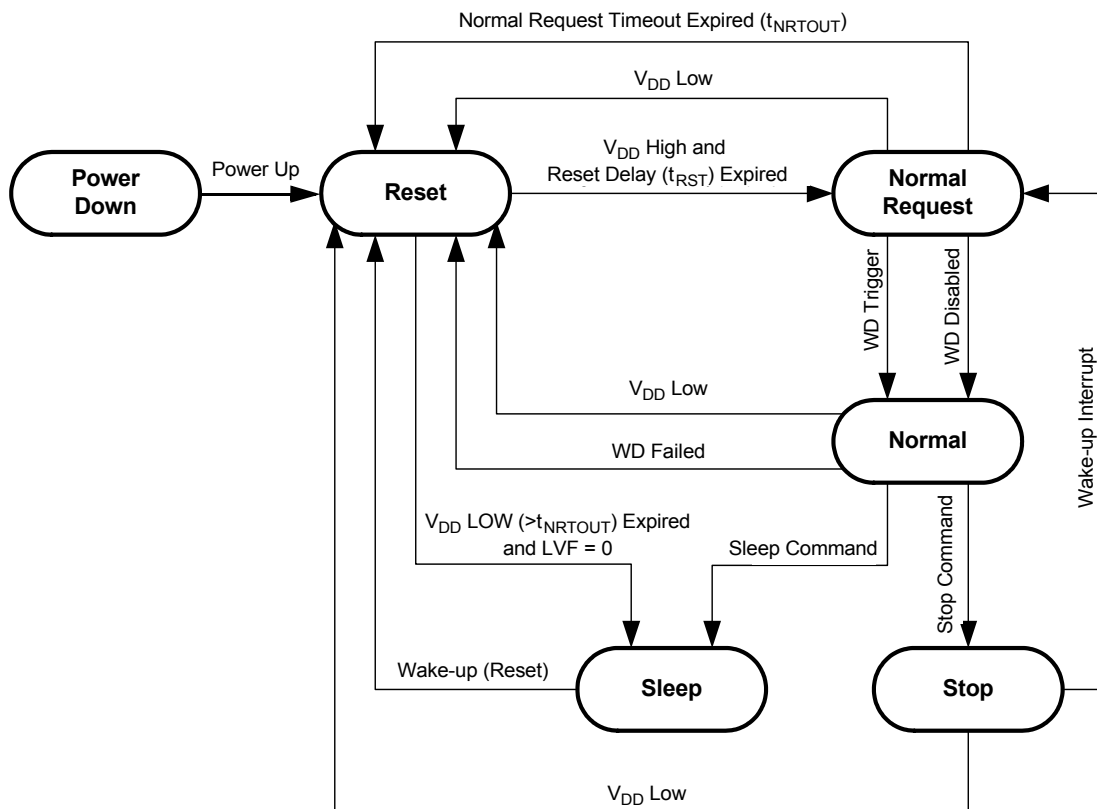 Normal Request Timeout Expired (tNRTOUT)
VDD Low
VDD High and
Reset Delay (tRST) Expired
Power
Down
Power Up
Reset
Normal
Request
WD Trigger
WD Disabled
Wake-up Interrupt
VDD Low
Normal
WD Failed
VDD LOW (>tNRTOUT) Expired
and LVF = 0
Sleep Command
Stop Command
Wake-up (Reset)
Sleep
Stop
VDD Low